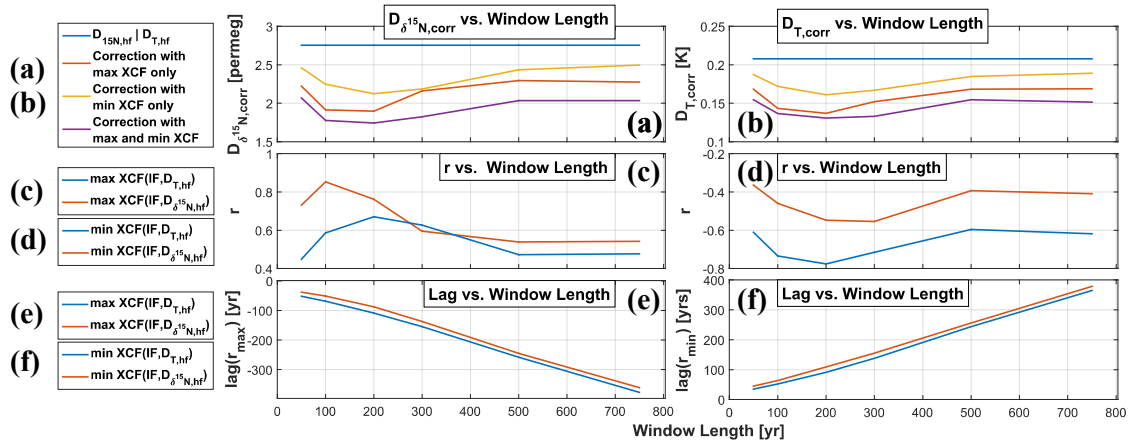 (a)
(b)
D15N,hf | DT,hf
Correction with
max XCF only
Correction with
min XCF only
Correction with
max and min XCF
(c)
max XCF(IF,DT,hf)
max XCF(IF,Dδ15N,hf)
(d)
min XCF(IF,DT,hf)
min XCF(IF,Dδ15N,hf)
(e)
max XCF(IF,DT,hf)
max XCF(IF,Dδ15N,hf)
(f)
min XCF(IF,DT,hf)
min XCF(IF,Dδ15N,hf)
Dδ15N,corr vs. Window Length
Dδ15N,corr [permeg]
3
2.5
2
1.5
(a)
DT,corr vs. Window Length
DT,corr [K]
0.25
0.2
0.15
0.1
(b)
r vs. Window Length
(c)
r
1
0.8
0.6
0.4
r vs. Window Length
(d)
r
-0.2
-0.4
-0.6
-0.8
Lag vs. Window Length
(e)
lag(rmax) [yr]
0
-100
-200
-300
0 100 200 300 400 500 600 700 800
Lag vs. Window Length
(f)
lag(rmin) [yrs]
400
300
200
100
0
0 100 200 300 400 500 600 700 800
Window Length [yr]